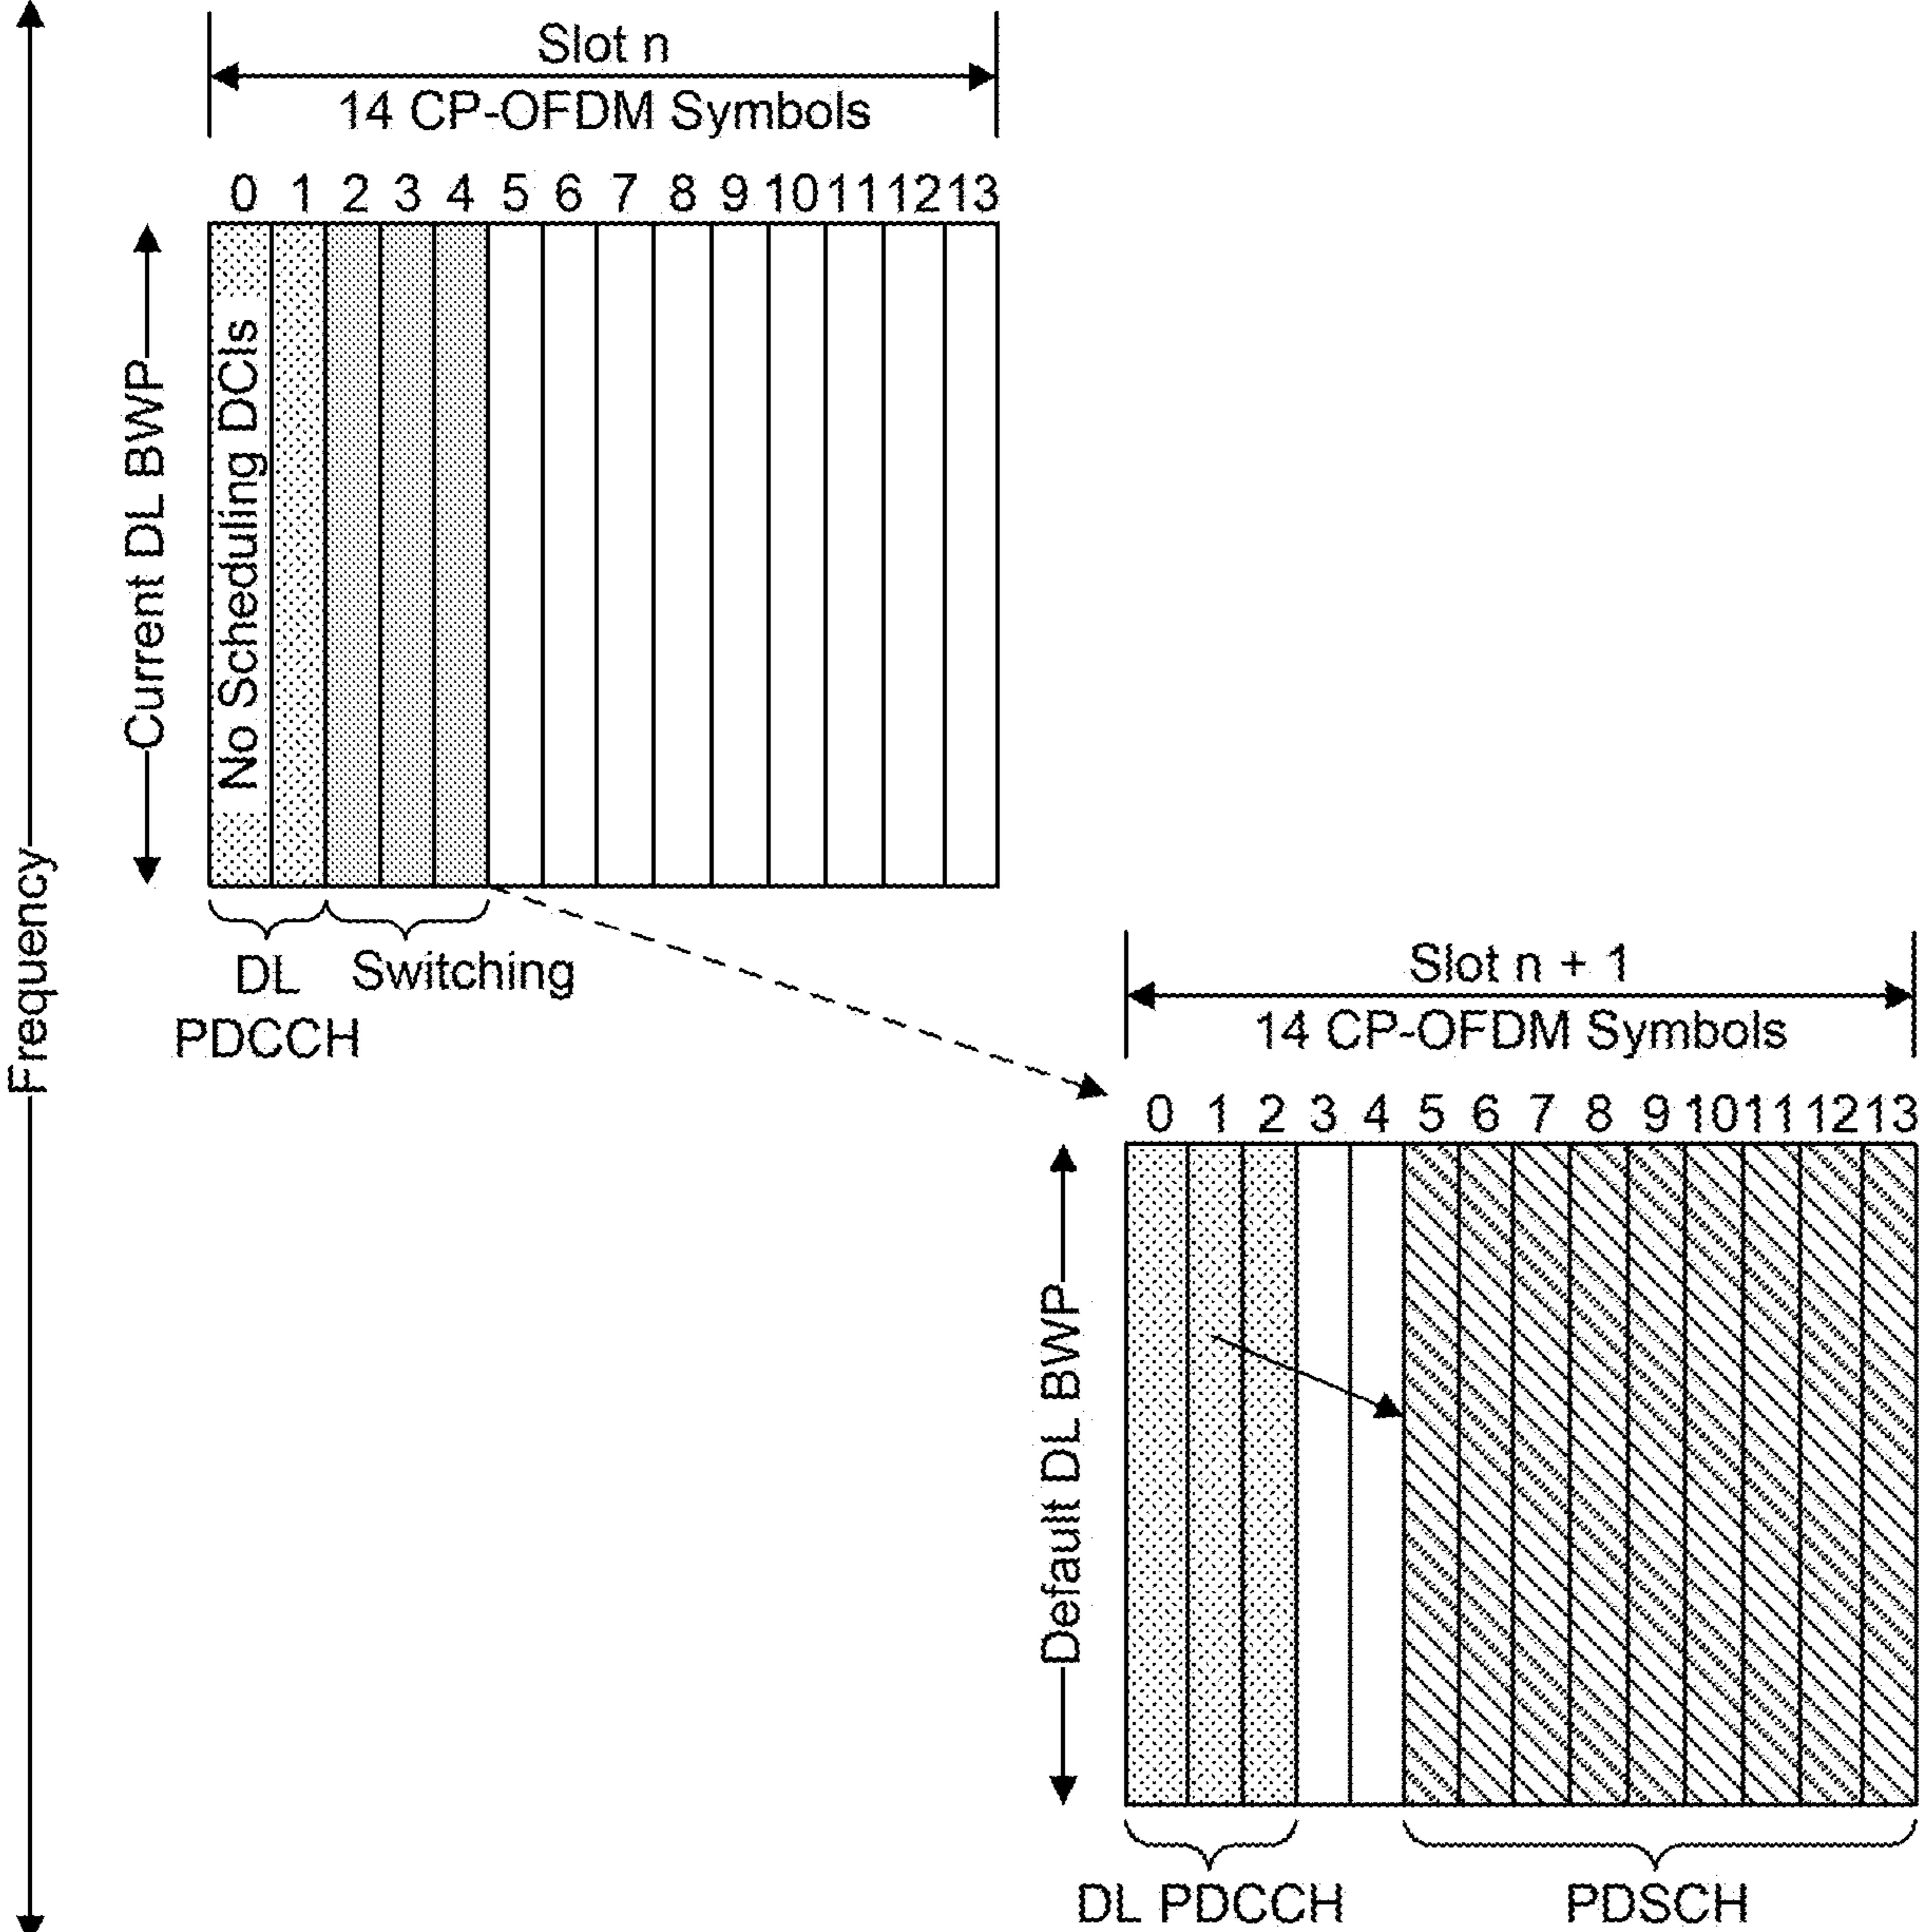 Slot n
14 CP-OFDM Symbols
0 1 2 3 4 5 6 7 8 9 10 11 12 13
Current DL BWP
No Scheduling DCIs
Frequency
DL
PDCCH
Switching
Slot n + 1
14 CP-OFDM Symbols
0 1 2 3 4 5 6 7 8 9 10 11 12 13
Default DL BWP
DL PDCCH
PDSCH